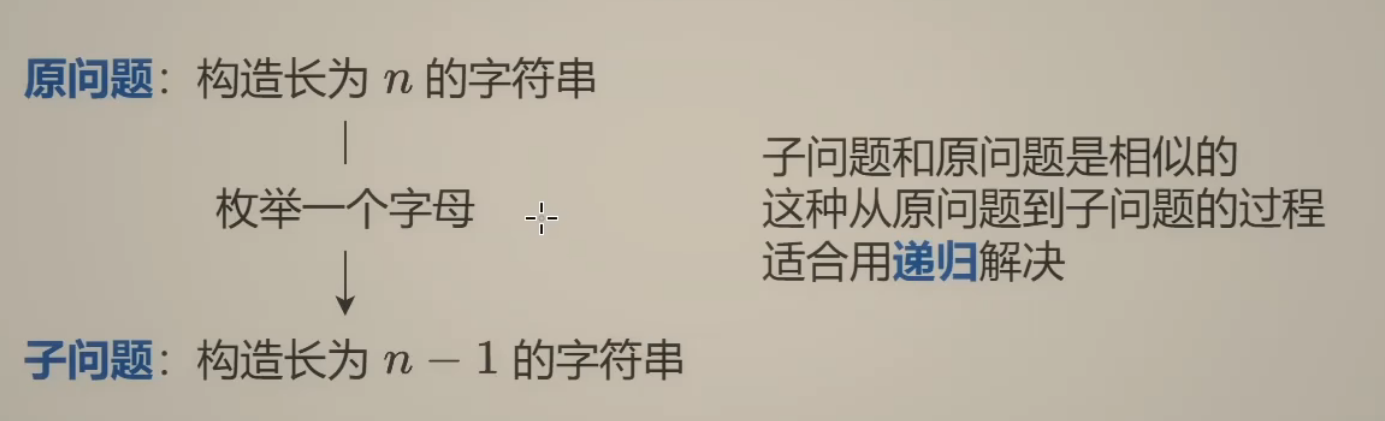 原问题：构造长为 n 的字符串
枚举一个字母
子问题：构造长为 n − 1 的字符串
子问题和原问题是相似的
这种从原问题到子问题的过程
适合用递归解决